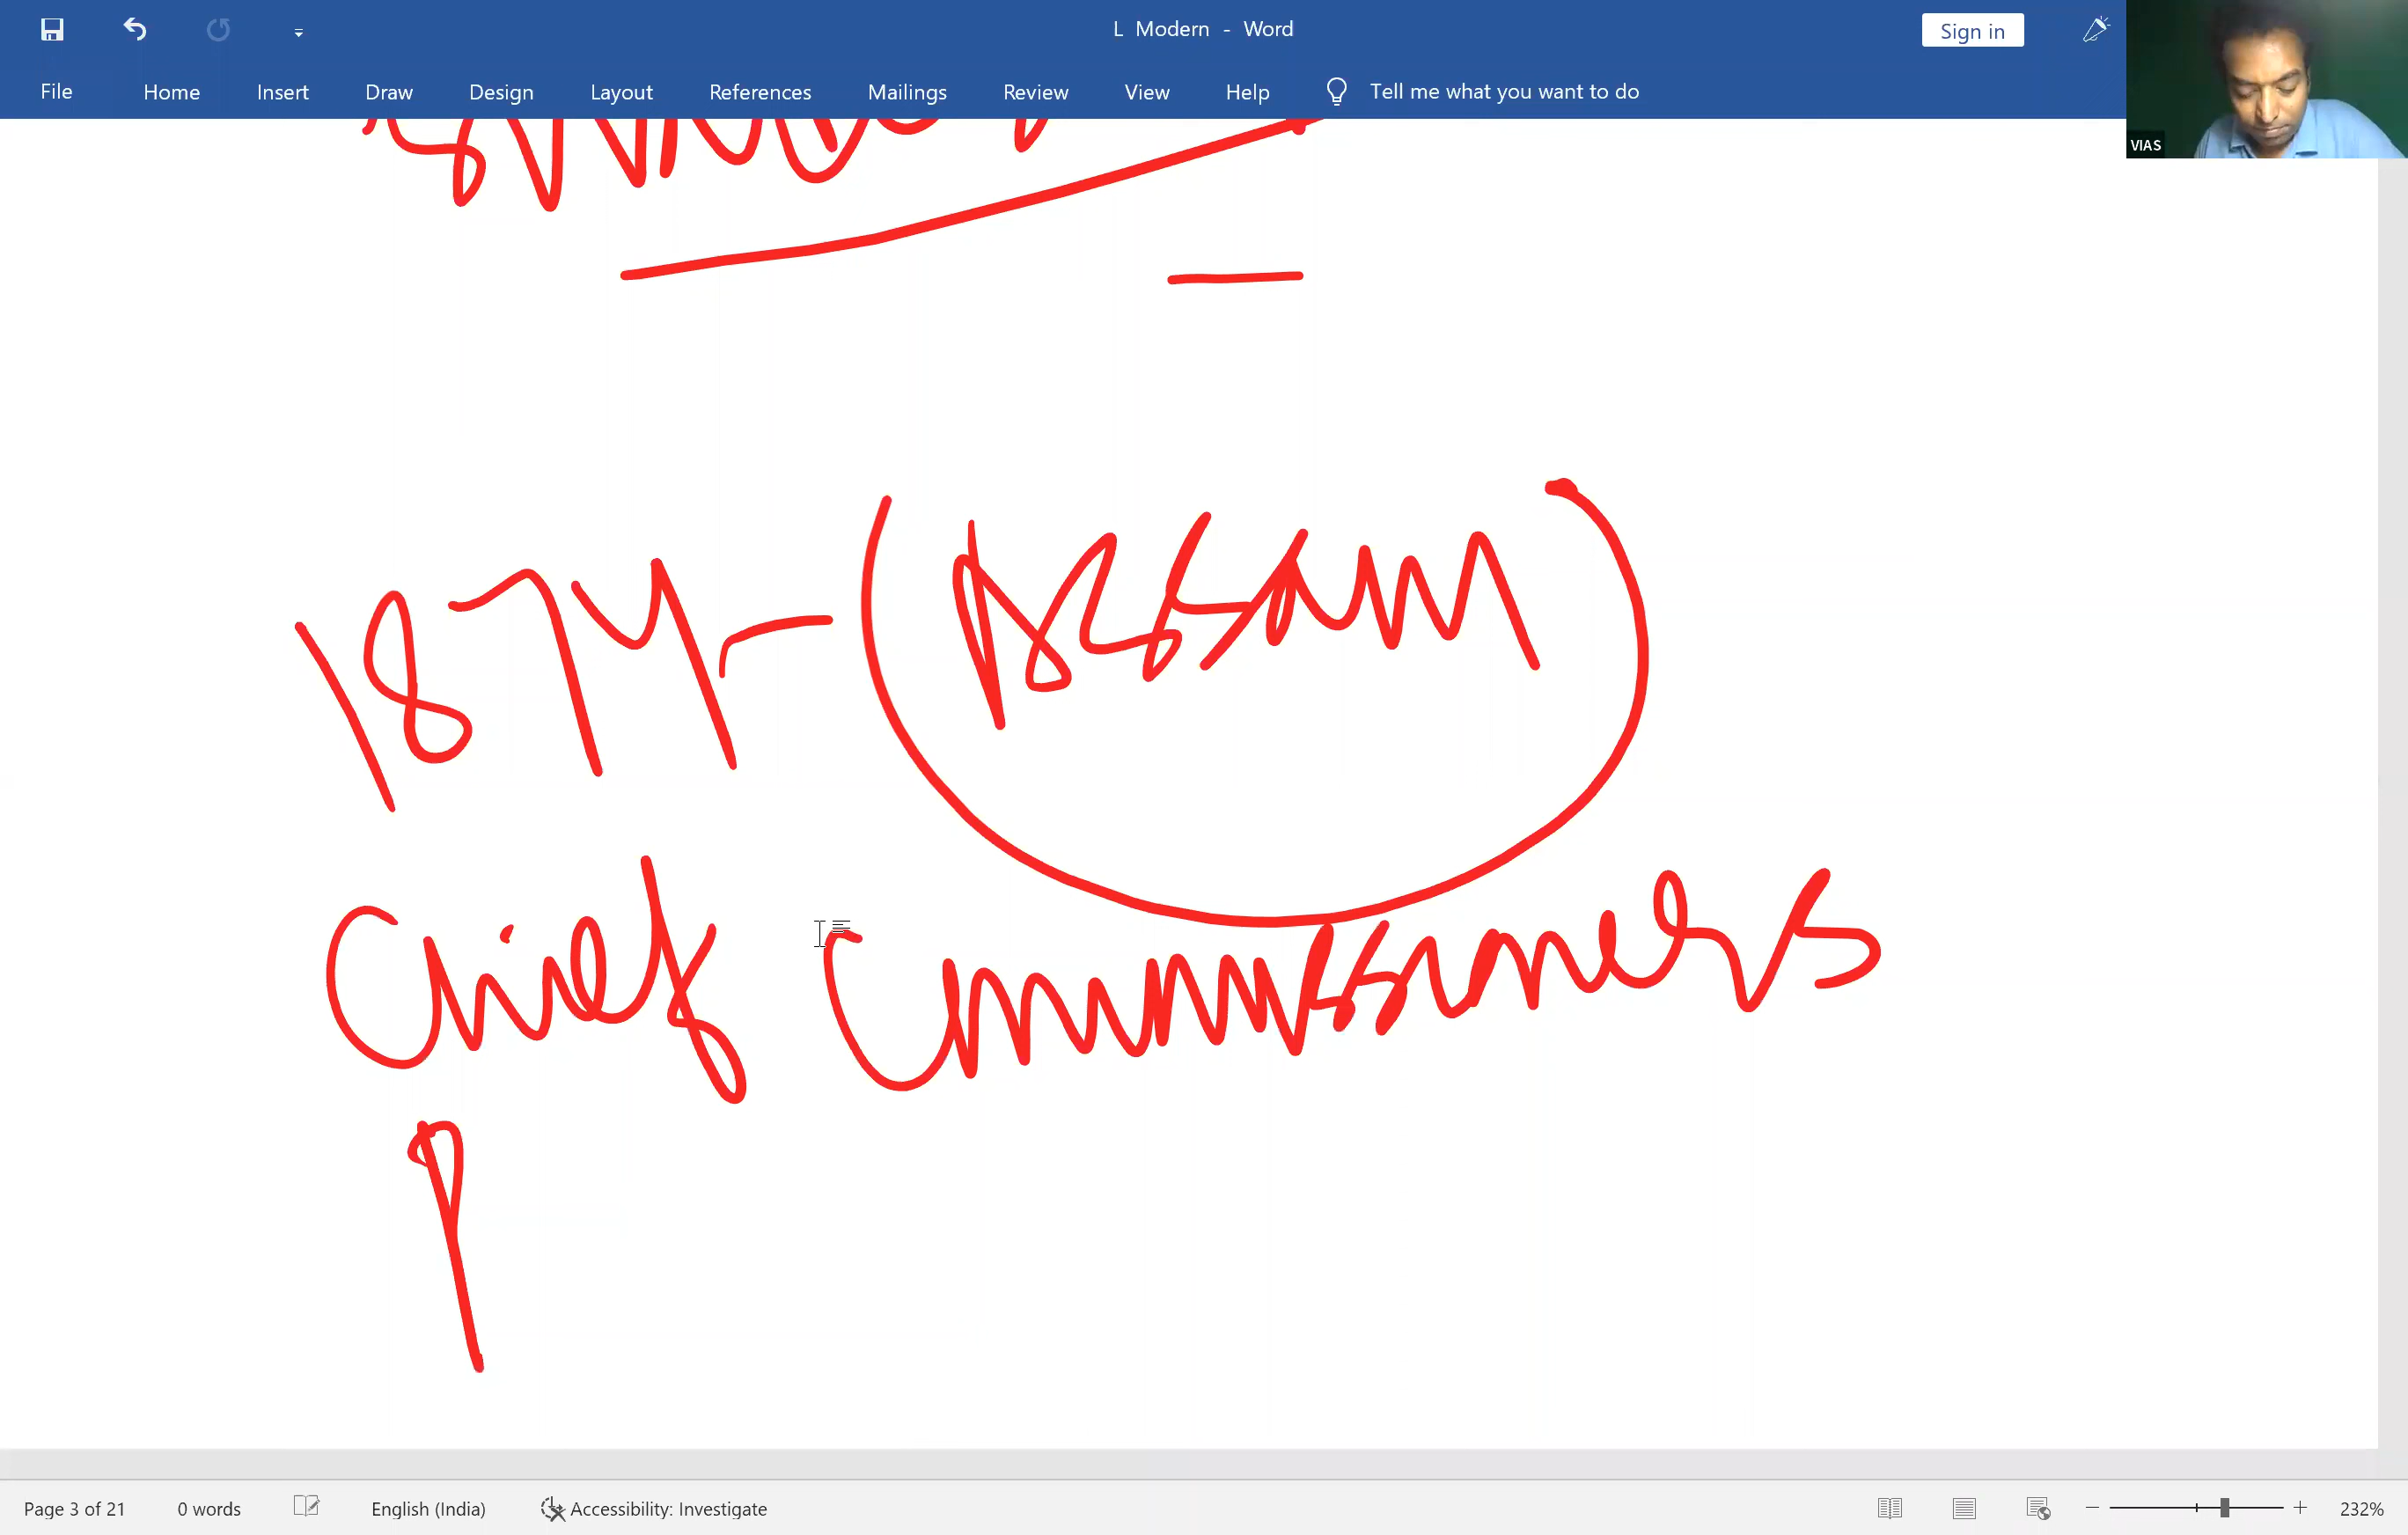 L Modern - Word
Sign in
File Home Insert Draw Design Layout References Mailings Review View Help Tell me what you want to do
VIAS
1874 - (Assam)
Chief Commissioners
P
Page 3 of 21 0 words English (India) Accessibility: Investigate 232%